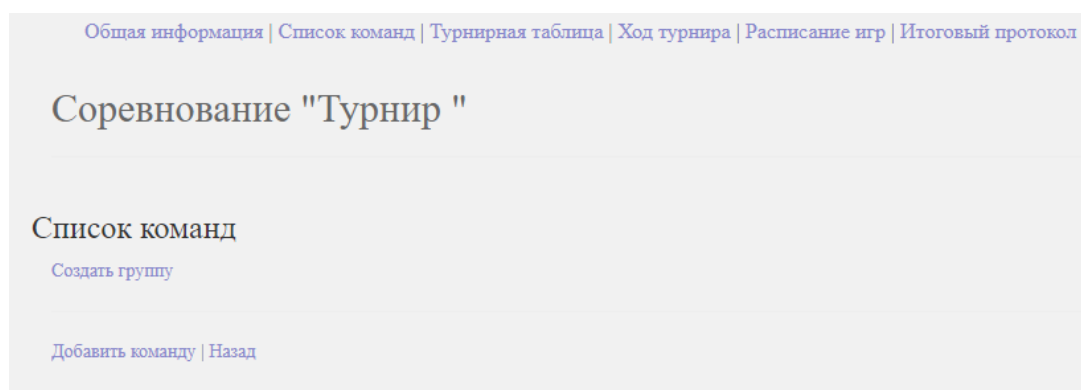 Общая информация | Список команд | Турнирная таблица | Ход турнира | Расписание игр | Итоговый протокол
Соревнование "Турнир "
Список команд
Создать группу
Добавить команду | Назад